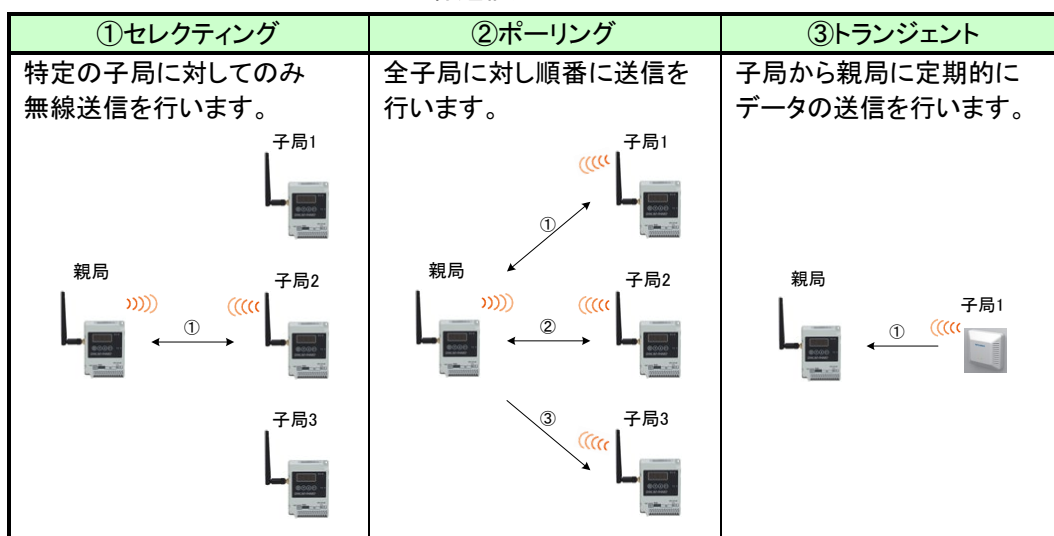 ①セレクティング
②ポーリング
③トランジェント
特定の子局に対してのみ
無線送信を行います。
子局1
親局
子局2
①
子局3
全子局に対し順番に送信を
行います。
子局1
①
親局
子局2
②
③
子局3
子局から親局に定期的に
データの送信を行います。
親局
子局1
①